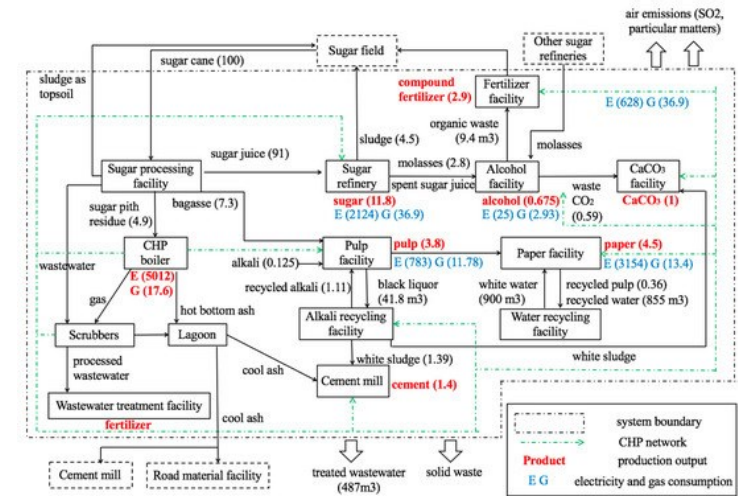 air emissions (SO2,
particular matters)
Sugar field
Other sugar
refineries
sugar cane (100)
sludge as
topsoil
compound
fertilizer (2.9)
Fertilizer
facility
E (628) G (36.9)
organic waste
(9.4 m3)
sludge (4.5)
molasses
sugar juice (91)
Sugar processing
facility
Sugar
refinery
molasses (2.8)
spent sugar juice
Alcohol
facility
waste
CO2
(0.59)
CaCO3
facility
sugar (11.8)
E (2124) G (36.9)
alcohol (0.675)
E (25) G (2.93)
CaCO3 (1)
sugar pith
residue (4.9)
bagasse (7.3)
CHP
boiler
E (5012)
G (17.6)
alkali (0.125)
Pulp
facility
pulp (3.8)
E (783) G (11.78)
Paper facility
paper (4.5)
E (3154) G (13.4)
wastewater
recycled alkali (1.11)
black liquor
(41.8 m3)
white water
(900 m3)
recycled pulp (0.36)
recycled water (855 m3)
gas
hot bottom ash
Scrubbers
Lagoon
Alkali recycling
facility
Water recycling
facility
white sludge (1.39)
white sludge
processed
wastewater
cool ash
Cement mill
cement (1.4)
Wastewater treatment facility
fertilizer
cool ash
Cement mill
Road material facility
treated wastewater
(487m3)
solid waste
system boundary
CHP network
Product
production output
E G
electricity and gas consumption